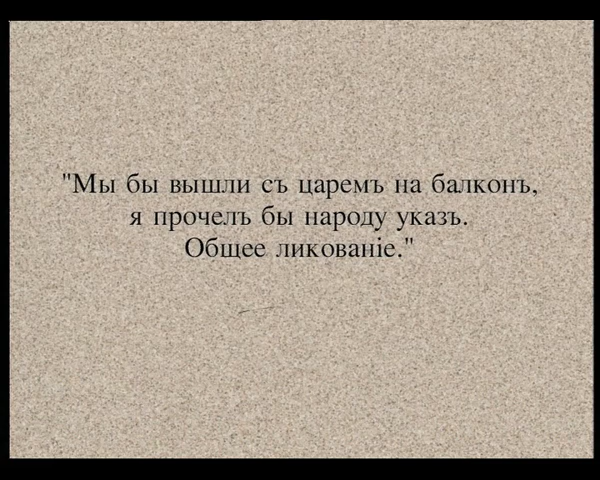 "Мы бы вышли съ царемъ на балконъ,
я прочелъ бы народу указъ.
Общее ликованіе."